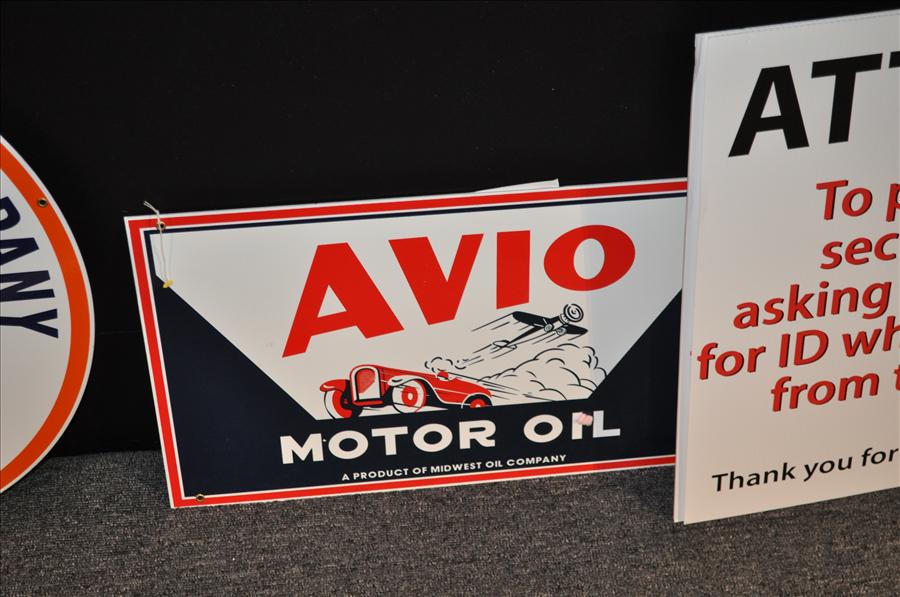 PANY
AVIO
MOTOR OIL
A PRODUCT OF MIDWEST OIL COMPANY
ATT
To p
sec
asking
for ID wh
from t
Thank you for